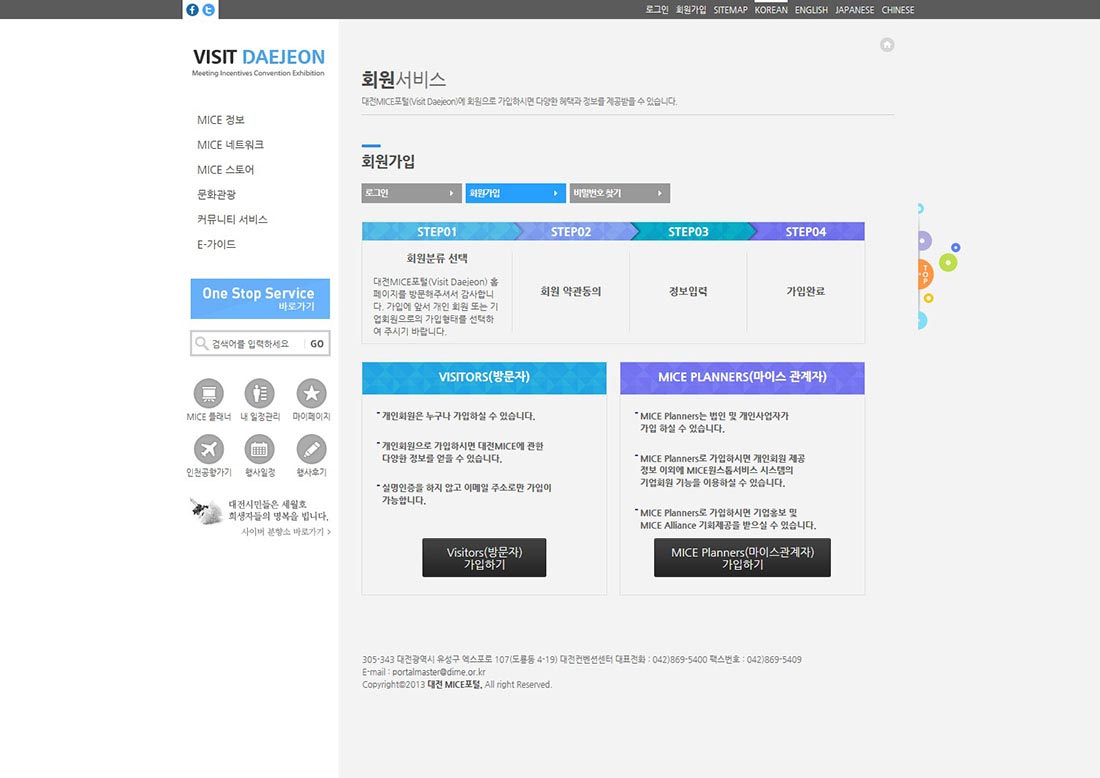 로그인 회원가입 SITEMAP KOREAN ENGLISH JAPANESE CHINESE
VISIT DAEJEON
Meeting Incentives Convention Exhibition
MICE 정보
MICE 네트워크
MICE 스토어
문화관광
커뮤니티 서비스
E-가이드
One Stop Service
바로가기
검색어를 입력하세요 GO
MICE 플래너 내 일정관리 마이페이지
인천공항가기 행사일정 행사후기
대전시민들은 세월호
희생자들의 명복을 빕니다.
사이버 분향소 바로가기 >
회원서비스
대전MICE포털(Visit Daejeon)에 회원으로 가입하시면 다양한 혜택과 정보를 제공받을 수 있습니다.
회원가입
로그인 회원가입 비밀번호 찾기
STEP01 STEP02 STEP03 STEP04
회원분류 선택
대전MICE포털(Visit Daejeon) 홈
페이지를 방문해주셔서 감사합니
다. 가입에 앞서 개인 회원 또는 기
업회원으로의 가입형태를 선택하
여 주시기 바랍니다.
회원 약관동의
정보입력
가입완료
VISITORS(방문자)
개인회원은 누구나 가입하실 수 있습니다.
개인회원으로 가입하시면 대전MICE에 관한
다양한 정보를 얻을 수 있습니다.
실명인증을 하지 않고 이메일 주소로만 가입이
가능합니다.
Visitors(방문자)
가입하기
MICE PLANNERS(마이스 관계자)
MICE Planners는 법인 및 개인사업자가
가입 하실 수 있습니다.
MICE Planners로 가입하시면 개인회원 제공
정보 이외에 MICE원스톱서비스 시스템의
기업회원 기능을 이용하실 수 있습니다.
MICE Planners로 가입하시면 기업홍보 및
MICE Alliance 기회제공을 받으실 수 있습니다.
MICE Planners(마이스관계자)
가입하기
TOP
305-343 대전광역시 유성구 엑스포로 107(도룡동 4-19) 대전컨벤션센터 대표전화 : 042)869-5400 팩스번호 : 042)869-5409
E-mail : portalmaster@dime.or.kr
Copyright©2013 대전 MICE포털. All right Reserved.